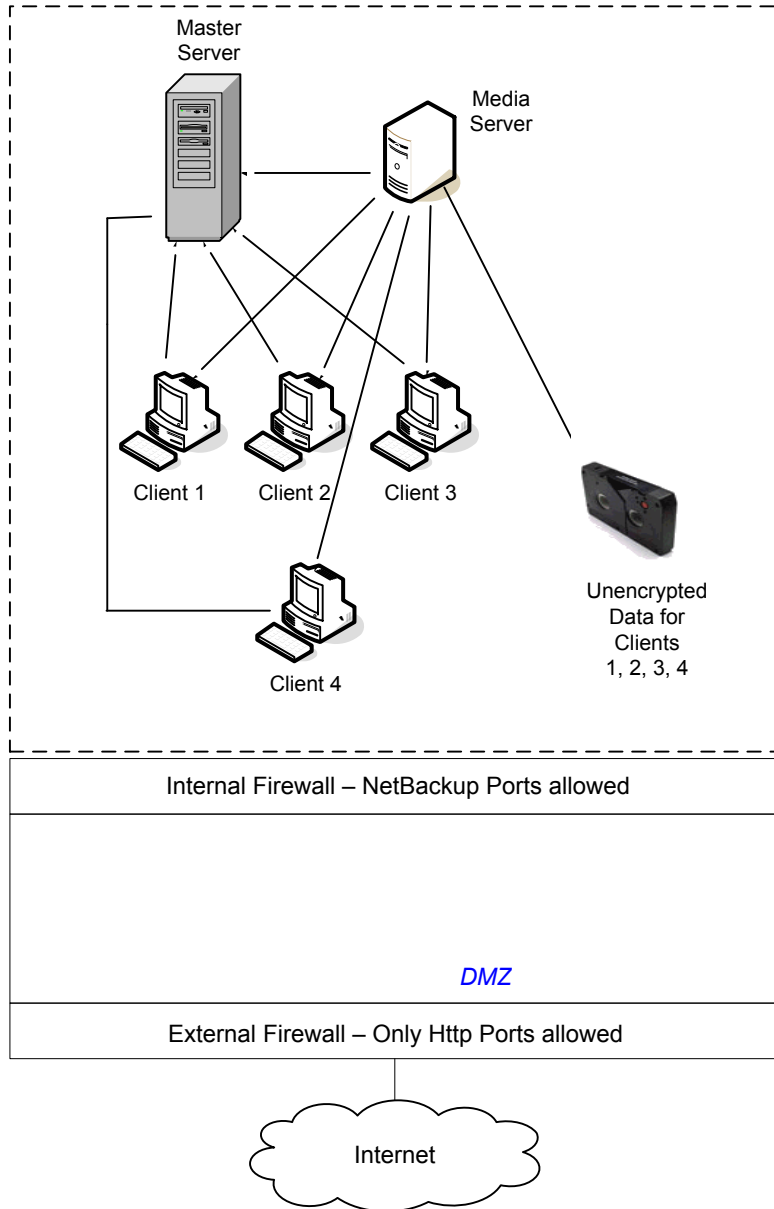 Master
Server
Media
Server
Client 1
Client 2
Client 3
Client 4
Unencrypted
Data for
Clients
1, 2, 3, 4
Internal Firewall – NetBackup Ports allowed
DMZ
External Firewall – Only Http Ports allowed
Internet